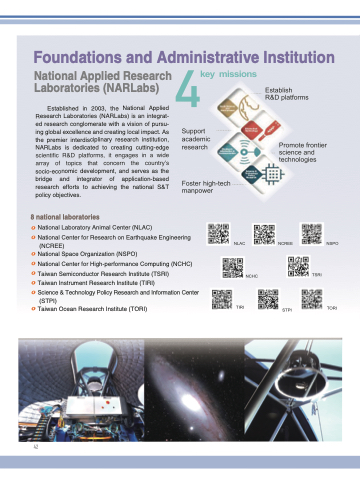 Foundations and Administrative Institution
National Applied Research
Laboratories (NARLabs)
Established in 2003, the National Applied
Research Laboratories (NARLabs) is an integrat-
ed research conglomerate with a vision of pursu-
ing global excellence and creating local impact. As
the premier interdisciplinary research institution,
NARLabs is dedicated to creating cutting-edge
scientific R&D platforms, it engages in a wide
array of topics that concern the country's
socio-economic development, and serves as the
bridge and integrator of application-based
research efforts to achieving the national S&T
policy objectives.
4 key missions
Establish
R&D platforms
Support
academic
research
Promote frontier
science and
technologies
Foster high-tech
manpower
8 national laboratories
National Laboratory Animal Center (NLAC)
National Center for Research on Earthquake Engineering
(NCREE)
National Space Organization (NSPO)
National Center for High-performance Computing (NCHC)
Taiwan Semiconductor Research Institute (TSRI)
Taiwan Instrument Research Institute (TIRI)
Science & Technology Policy Research and Information Center
(STPI)
Taiwan Ocean Research Institute (TORI)
NLAC
NCREE
NSPO
NCHC
TSRI
TIRI
STPI
TORI
42